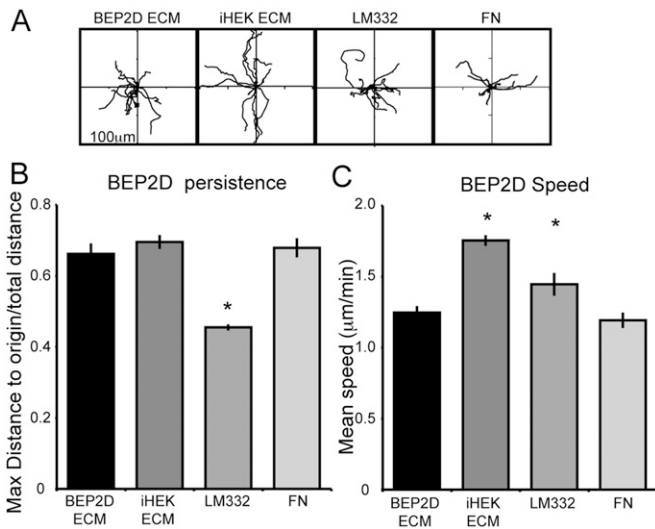 A
BEP2D ECM iHEK ECM LM332 FN
100μm
B
BEP2D persistence
Max Distance to origin/total distance
0.8
0.6
0.4
0.2
0
*
BEP2D ECM
iHEK ECM
LM332
FN
C
BEP2D Speed
Mean speed (μm/min)
2.0
1.5
1.0
0.5
0
* *
BEP2D ECM
iHEK ECM
LM332
FN